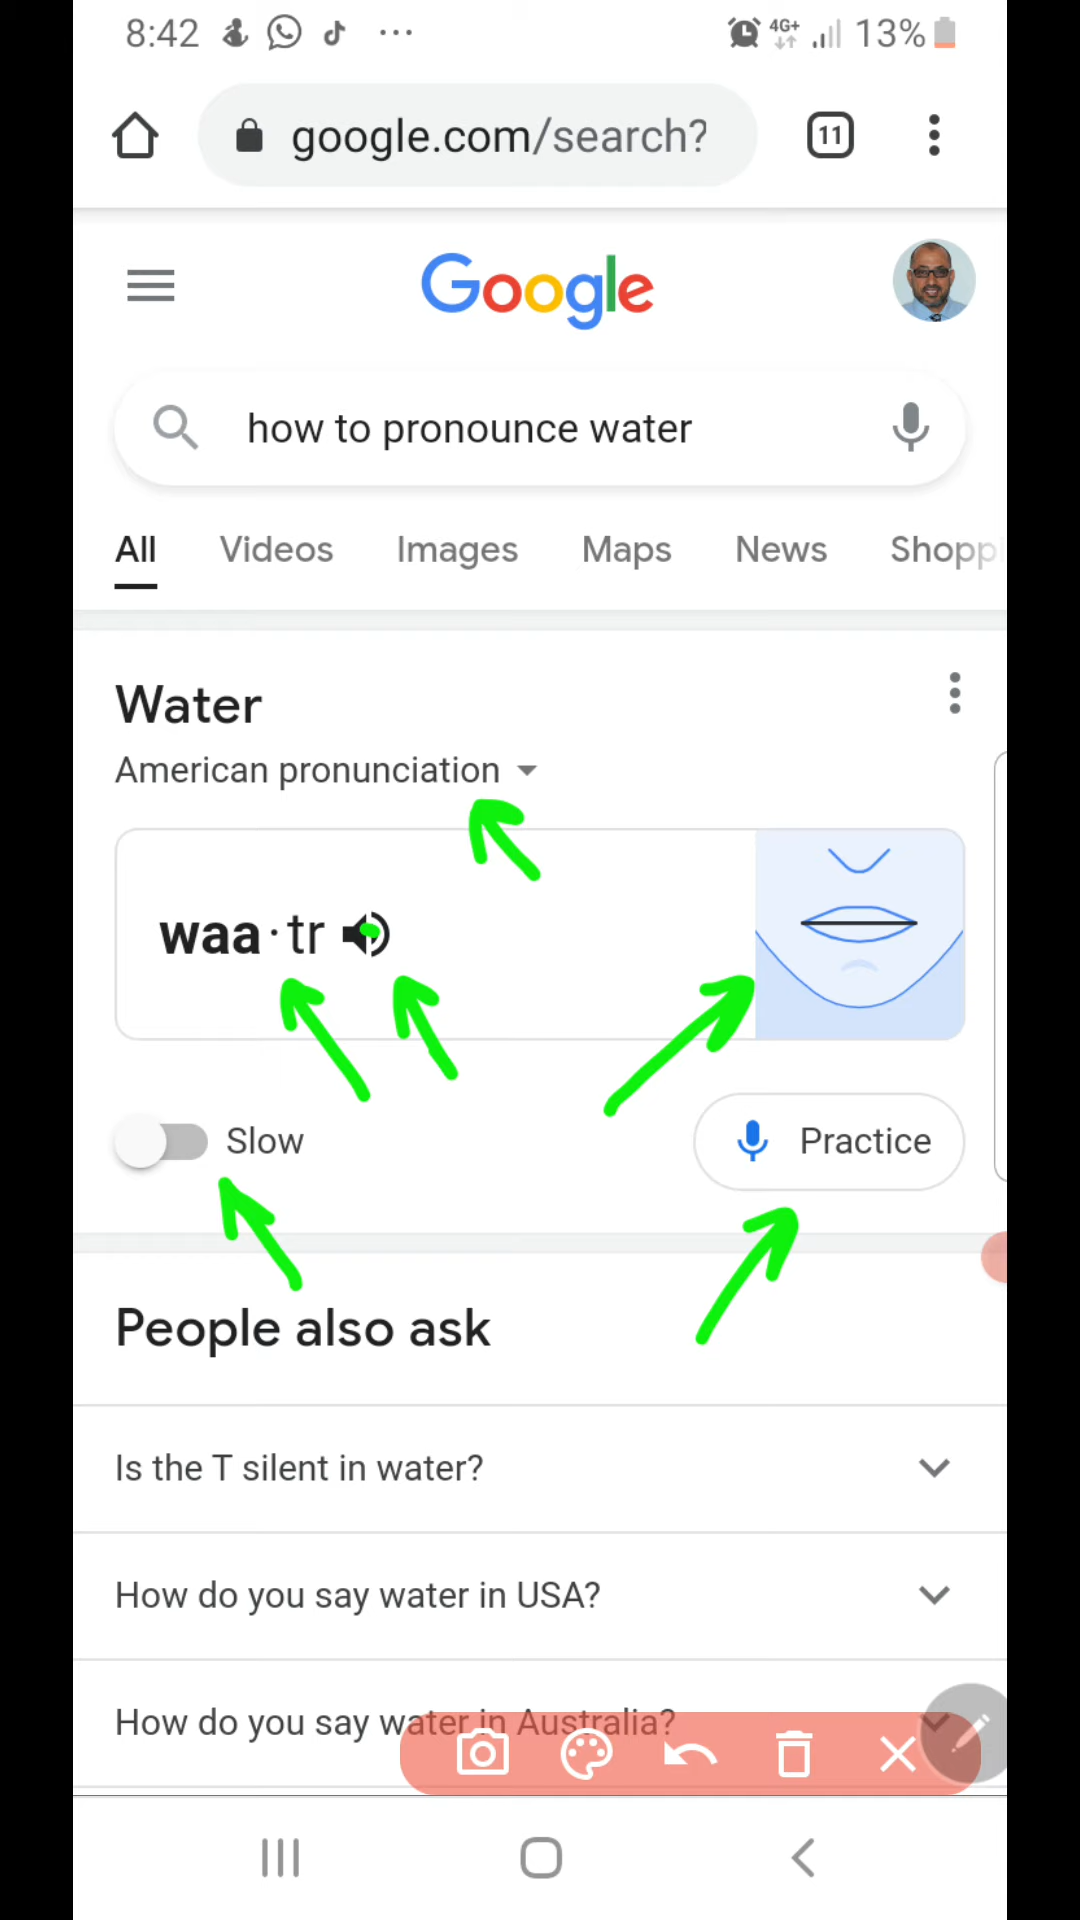 8:42 4G+ 13%
google.com/search? 11
Google
how to pronounce water
All Videos Images Maps News Shopp
Water
American pronunciation
waa·tr
Slow Practice
People also ask
Is the T silent in water?
How do you say water in USA?
How do you say water in Australia?